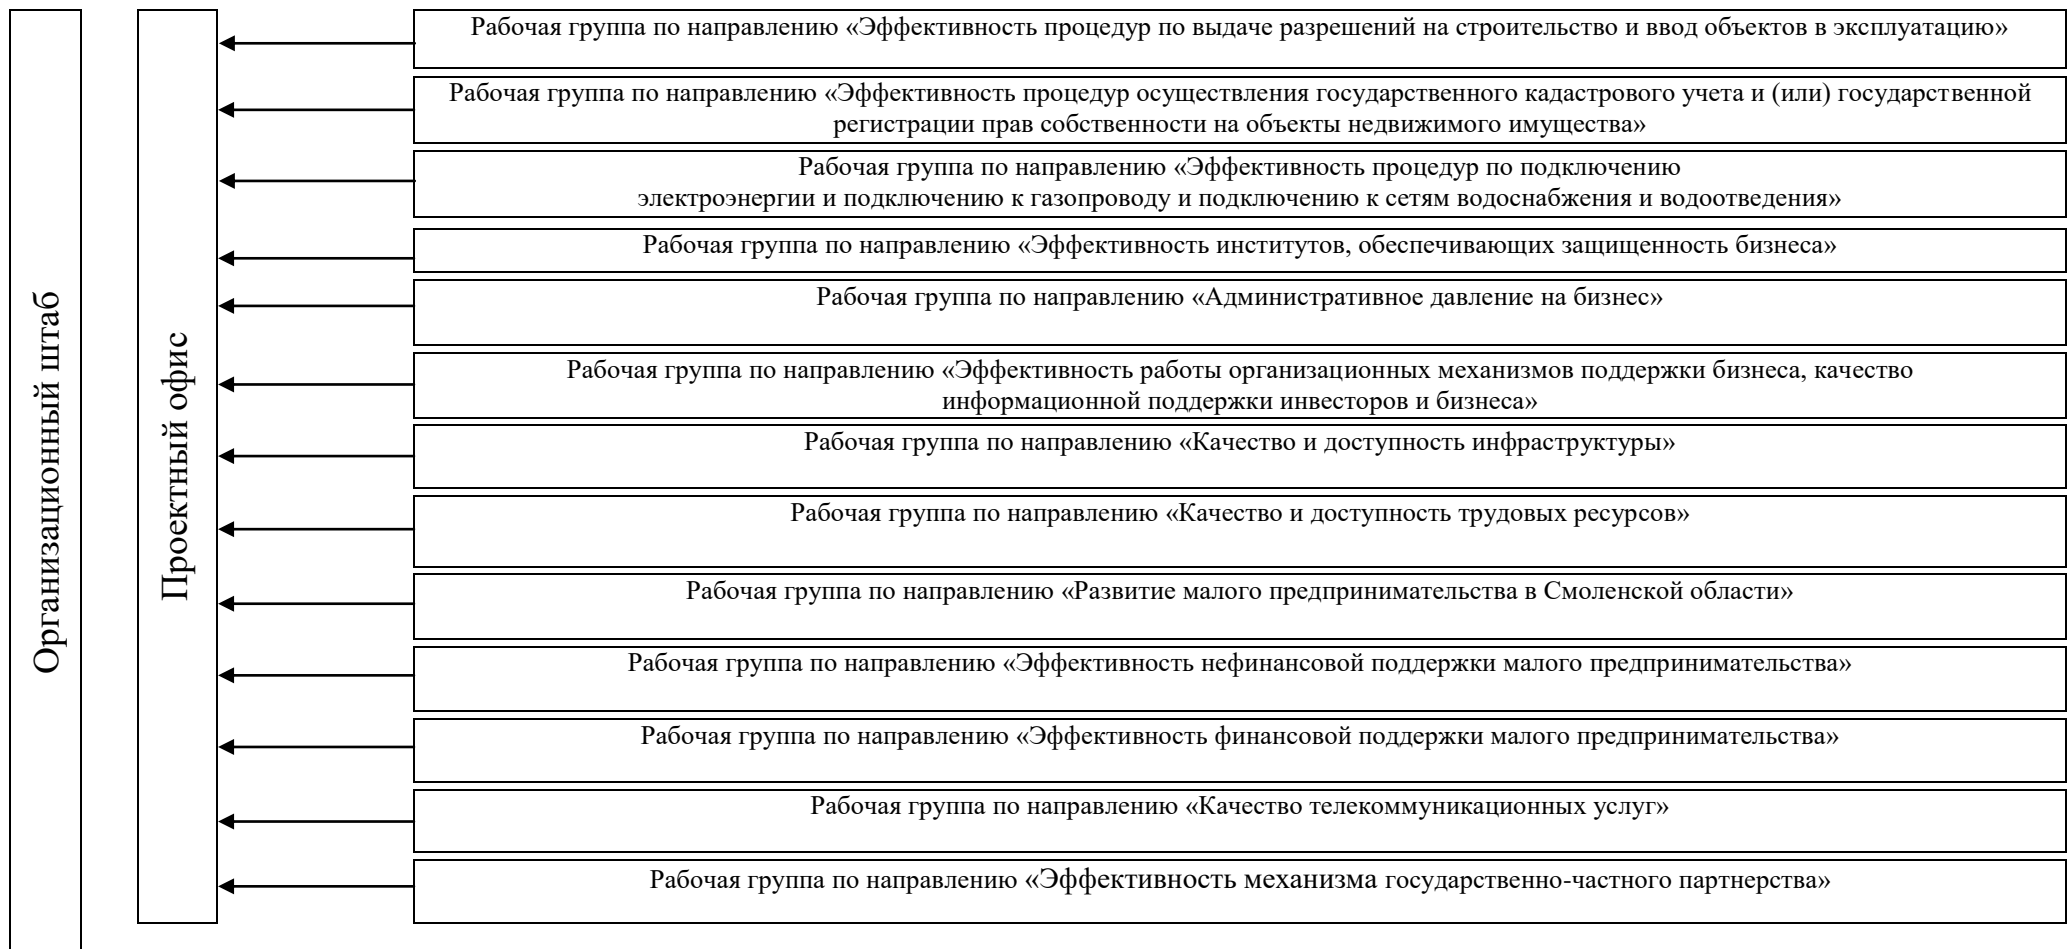 Организационный штаб
Проектный офис
Рабочая группа по направлению «Эффективность процедур по выдаче разрешений на строительство и ввод объектов в эксплуатацию»
Рабочая группа по направлению «Эффективность процедур осуществления государственного кадастрового учета и (или) государственной
регистрации прав собственности на объекты недвижимого имущества»
Рабочая группа по направлению «Эффективность процедур по подключению
электроэнергии и подключению к газопроводу и подключению к сетям водоснабжения и водоотведения»
Рабочая группа по направлению «Эффективность институтов, обеспечивающих защищенность бизнеса»
Рабочая группа по направлению «Административное давление на бизнес»
Рабочая группа по направлению «Эффективность работы организационных механизмов поддержки бизнеса, качество
информационной поддержки инвесторов и бизнеса»
Рабочая группа по направлению «Качество и доступность инфраструктуры»
Рабочая группа по направлению «Качество и доступность трудовых ресурсов»
Рабочая группа по направлению «Развитие малого предпринимательства в Смоленской области»
Рабочая группа по направлению «Эффективность нефинансовой поддержки малого предпринимательства»
Рабочая группа по направлению «Эффективность финансовой поддержки малого предпринимательства»
Рабочая группа по направлению «Качество телекоммуникационных услуг»
Рабочая группа по направлению «Эффективность механизма государственно-частного партнерства»